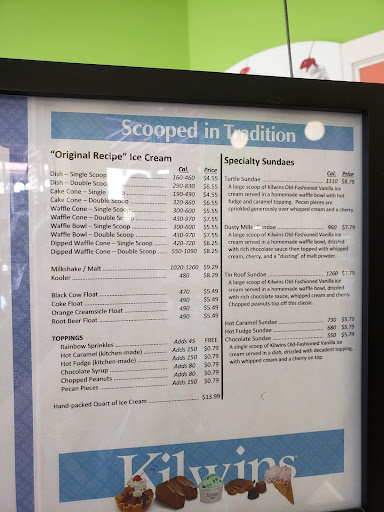 Scooped in Tradition
"Original Recipe" Ice Cream Cal. Price
Dish – Single Scoop 160-460 $4.55
Dish – Double Scoop 290-830 $6.55
Cake Cone – Single Scoop 190-490 $4.55
Cake Cone – Double Scoop 320-860 $6.55
Waffle Cone – Single Scoop 300-600 $5.55
Waffle Cone – Double Scoop 430-970 $7.55
Waffle Bowl – Single Scoop 300-600 $5.55
Waffle Bowl – Double Scoop 430-970 $7.55
Dipped Waffle Cone – Single Scoop 420-720 $6.25
Dipped Waffle Cone – Double Scoop 550-1090 $8.25
Milkshake / Malt 1020-1200 $9.29
Kooler 480 $8.29
Black Cow Float 470 $5.49
Coke Float 490 $5.49
Orange Creamsicle Float 490 $5.49
Root Beer Float 490 $5.49
TOPPINGS
Rainbow Sprinkles Adds 45 FREE
Hot Caramel (kitchen-made) Adds 150 $0.79
Hot Fudge (kitchen-made) Adds 150 $0.79
Chocolate Syrup Adds 80 $0.79
Chopped Peanuts Adds 80 $0.79
Pecan Pieces Adds 150 $0.79
Hand-packed Quart of Ice Cream $13.99
Specialty Sundaes Cal. Price
Turtle Sundae 1310 $8.79
A large scoop of Kilwins Old-Fashioned Vanilla ice
cream served in a homemade waffle bowl with hot
fudge and caramel topping. Pecan pieces are
sprinkled generously over whipped cream and a cherry.
Dusty Miller Sundae 960 $7.79
A large scoop of Kilwins Old-Fashioned Vanilla ice
cream served in a homemade waffle bowl, drizzled
with rich chocolate sauce then topped with whipped
cream, cherry, and a "dusting" of malt powder.
Tin Roof Sundae 1260 $7.79
A large scoop of Kilwins Old-Fashioned Vanilla ice
cream served in a homemade waffle bowl, drizzled
with rich chocolate sauce, whipped cream and cherry.
Chopped peanuts top of this classic.
Hot Caramel Sundae 730 $5.79
Hot Fudge Sundae 680 $5.79
Chocolate Sundae 550 $5.79
A single scoop of Kilwins Old-Fashioned Vanilla ice
cream served in a dish, drizzled with decadent topping,
with whipped cream and a cherry on top.
Kilwins